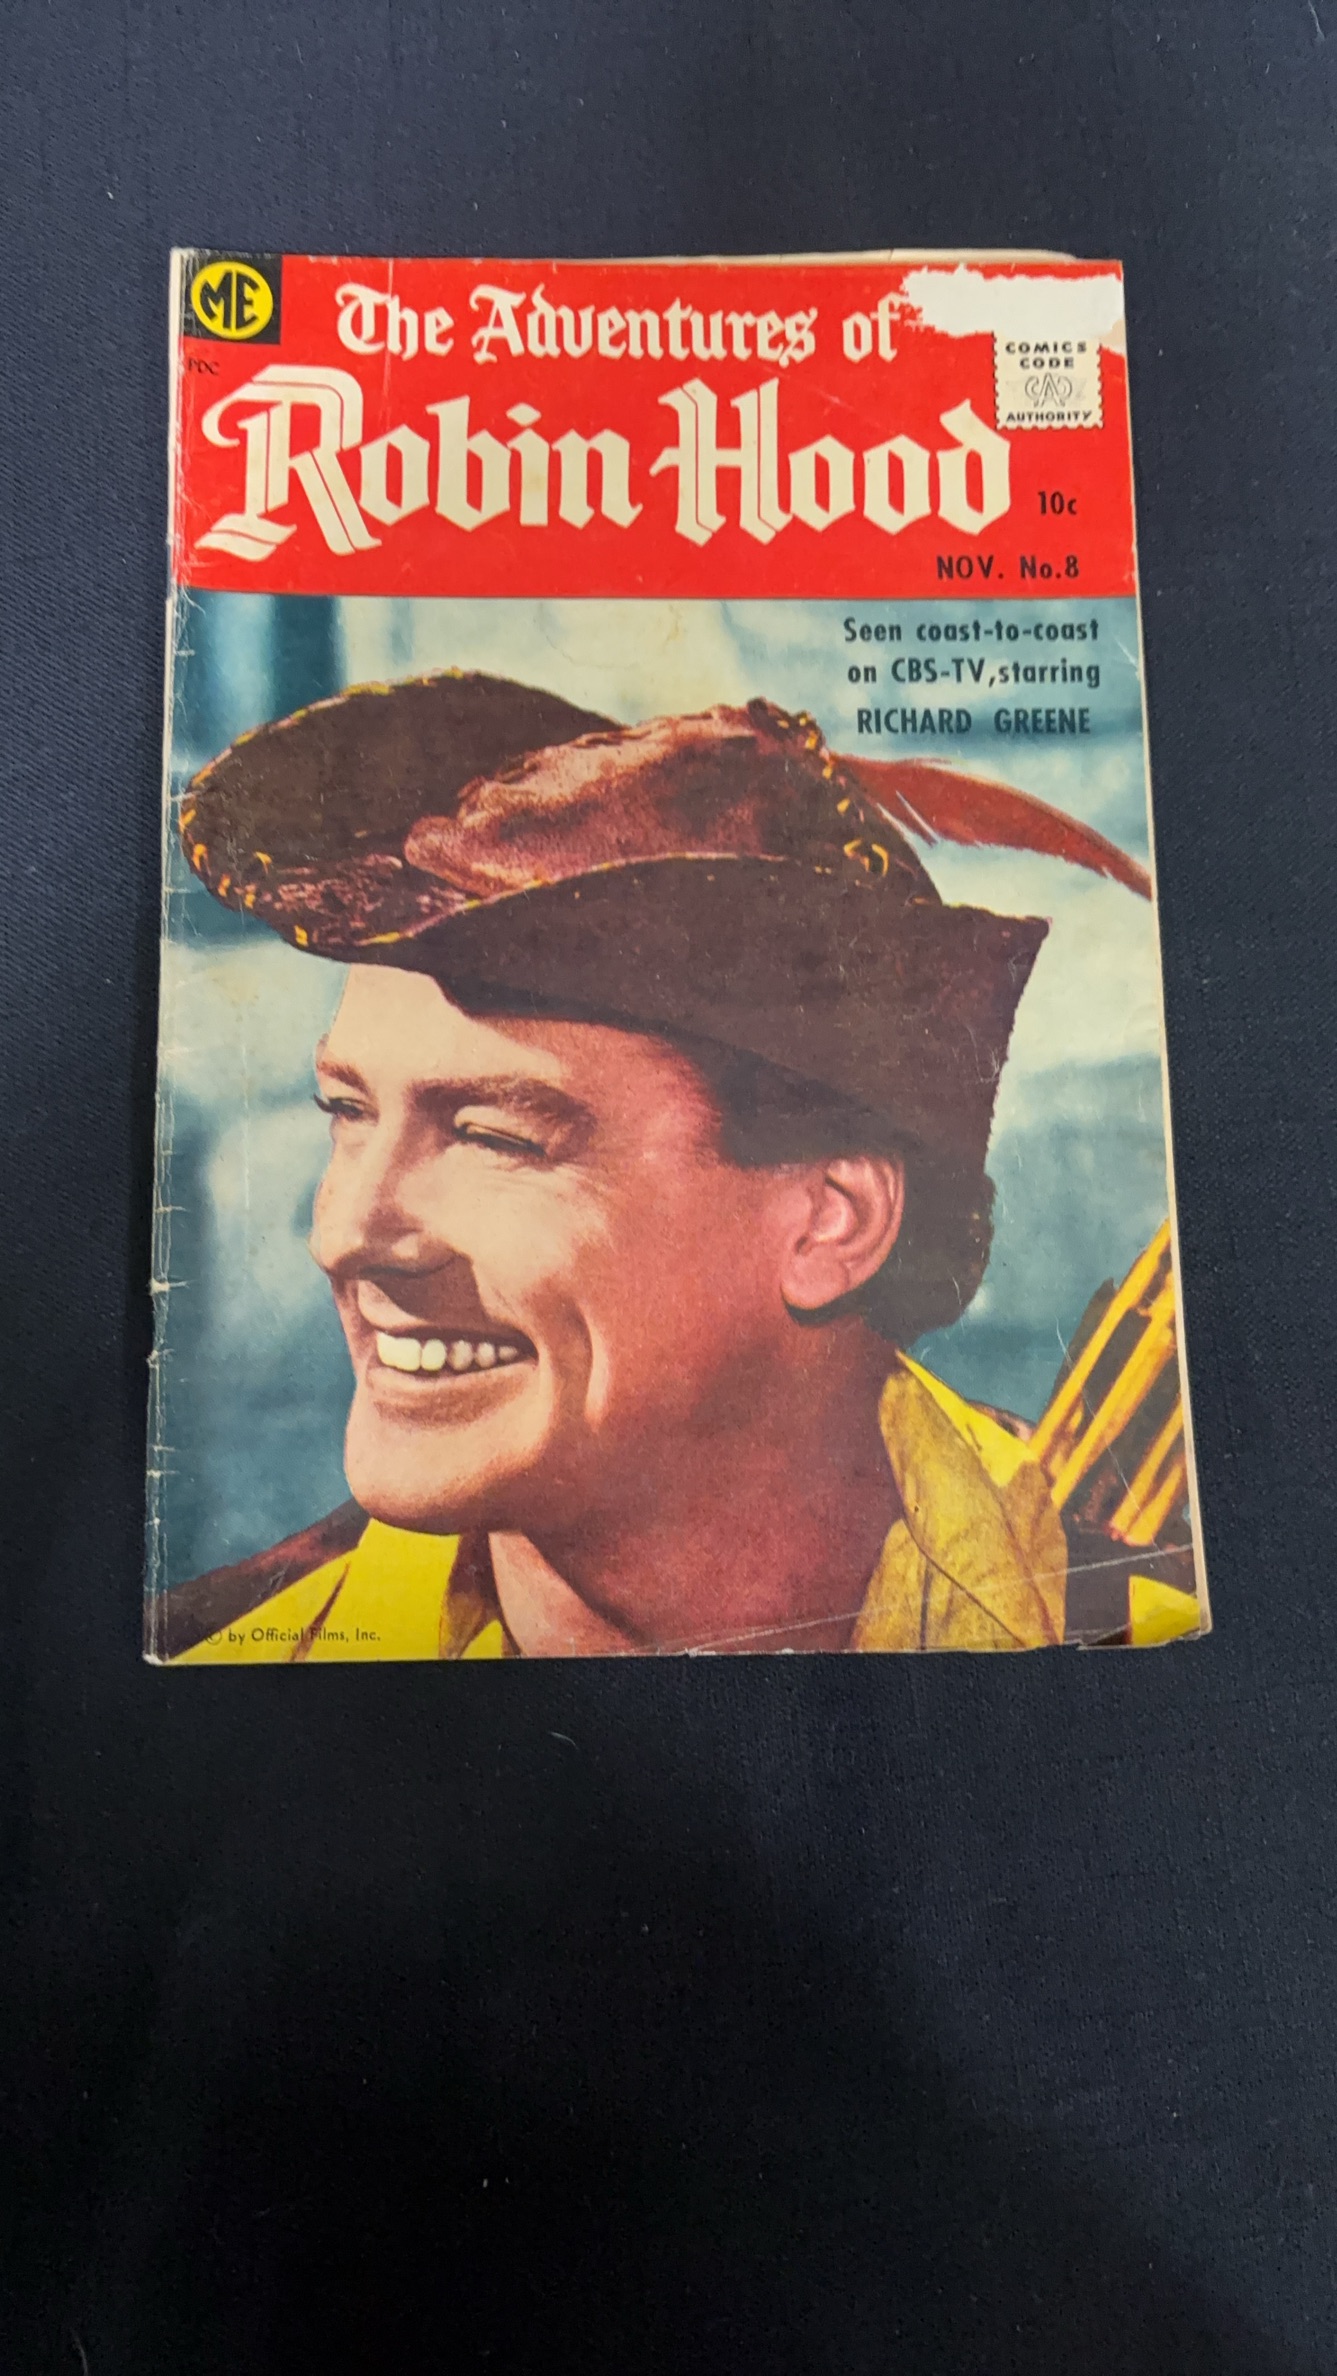 ME
PDC
The Adventures of
Robin Hood
COMICS
CODE
CAA
AUTHORITY
10c
NOV. No.8
Seen coast-to-coast
on CBS-TV, starring
RICHARD GREENE
© by Official Films, Inc.